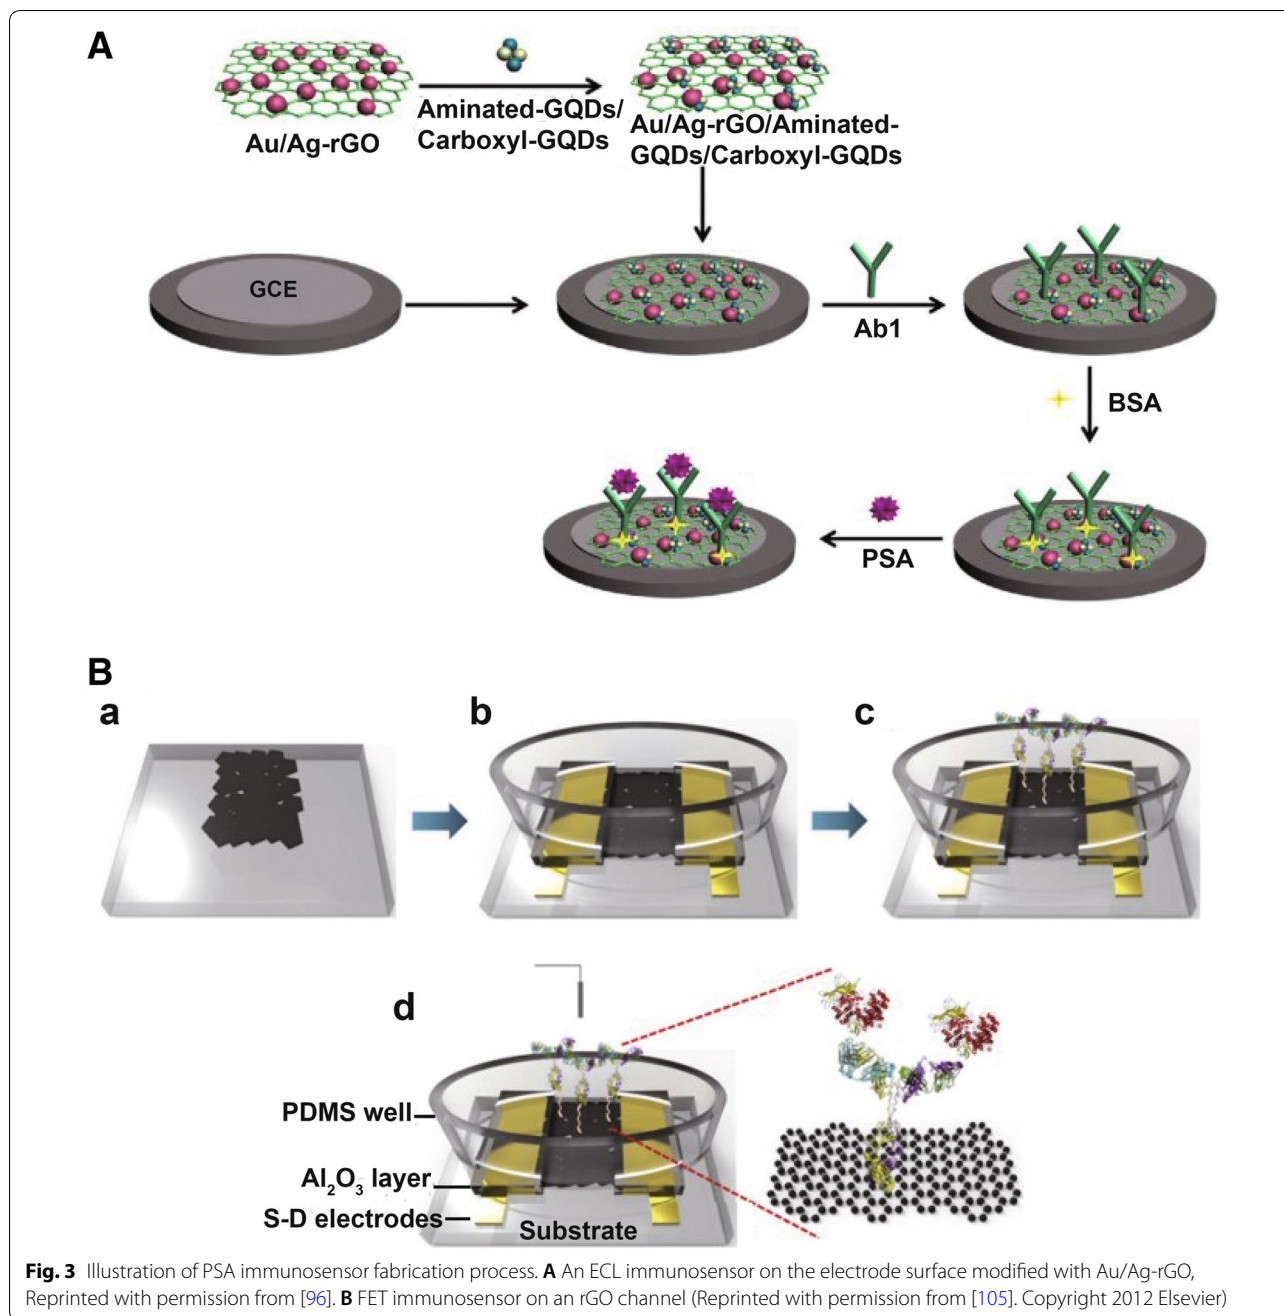 A
Au/Ag-rGO
Aminated-GQDs/
Carboxyl-GQDs
Au/Ag-rGO/Aminated-
GQDs/Carboxyl-GQDs
GCE
Ab1
BSA
PSA
B
a
b
c
d
PDMS well
Al₂O₃ layer
S-D electrodes
Substrate
Fig. 3 Illustration of PSA immunosensor fabrication process. A An ECL immunosensor on the electrode surface modified with Au/Ag-rGO,
Reprinted with permission from [96]. B FET immunosensor on an rGO channel (Reprinted with permission from [105]. Copyright 2012 Elsevier)